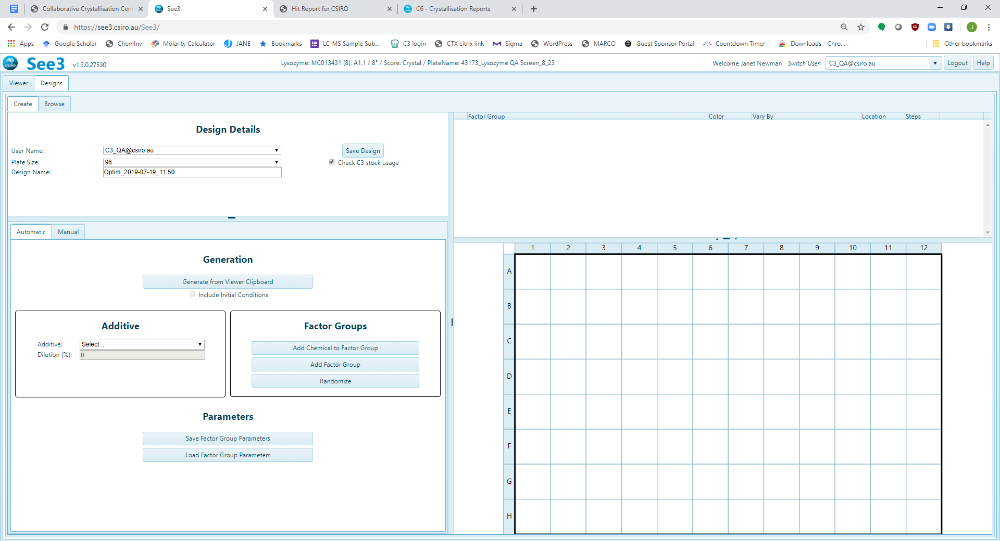 Collaborative Crystallisation Cent
See3
Hit Report for CSIRO
C6 - Crystallisation Reports
https://see3.csiro.au/See3/
J
Apps
Google Scholar
ChemInv
Molarity Calculator
JANE
Bookmarks
LC-MS Sample Sub...
C3 login
CTX citrix link
Sigma
WordPress
MARCO
Guest Sponsor Portal
Countdown Timer -
Downloads - Chro...
Other bookmarks
CSIRO
See3 v1.3.0.27530
Lysozyme: MC013431 (8), A1.1 / 8° / Score: Crystal / PlateName: 43173_Lysozyme QA Screen_8_23
Welcome Janet Newman
Switch User:
C3_QA@csiro.au
Logout
Help
Viewer
Designs
Create
Browse
Design Details
User Name:
C3_QA@csiro.au
Save Design
Plate Size:
96
Check C3 stock usage
Design Name:
Optim_2019-07-19_11:50
Factor Group
Color
Vary By
Location
Steps
Automatic
Manual
Generation
Generate from Viewer Clipboard
Include Initial Conditions
Additive
Additive:
Select...
Dilution (%):
0
Factor Groups
Add Chemical to Factor Group
Add Factor Group
Randomize
Parameters
Save Factor Group Parameters
Load Factor Group Parameters
1 2 3 4 5 6 7 8 9 10 11 12
A
B
C
D
E
F
G
H